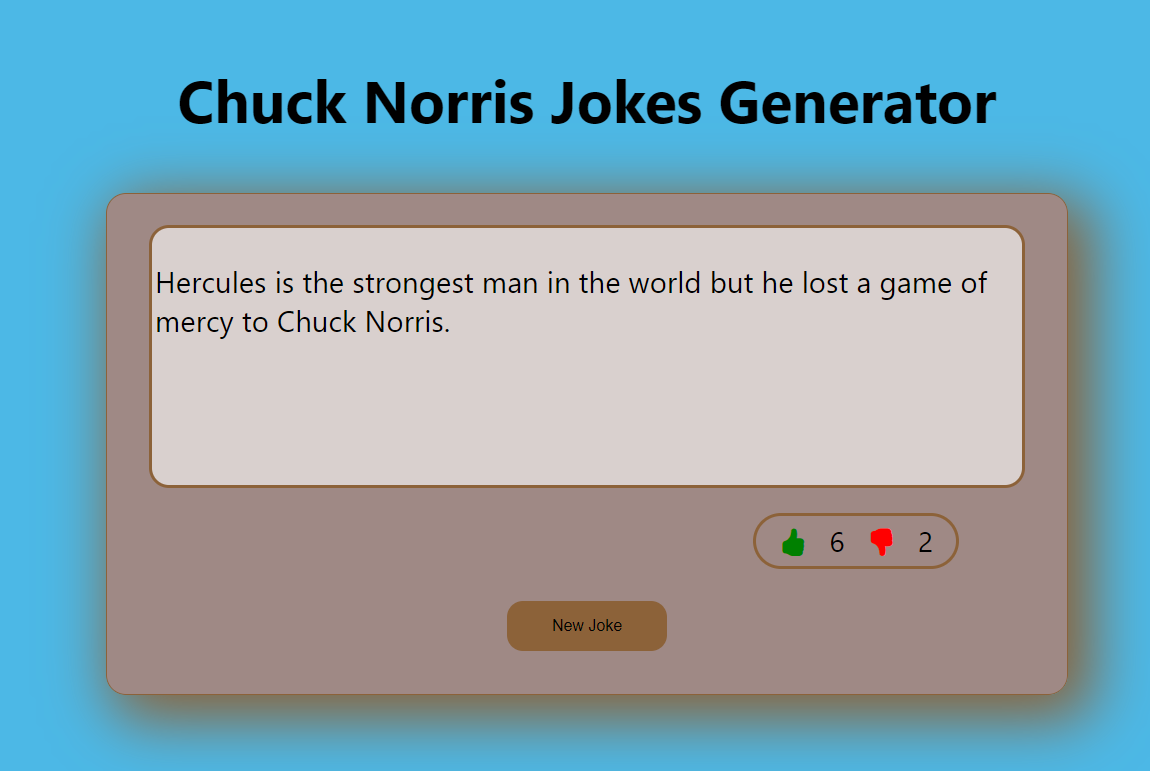 Chuck Norris Jokes Generator
Hercules is the strongest man in the world but he lost a game of
mercy to Chuck Norris.
6 2
New Joke